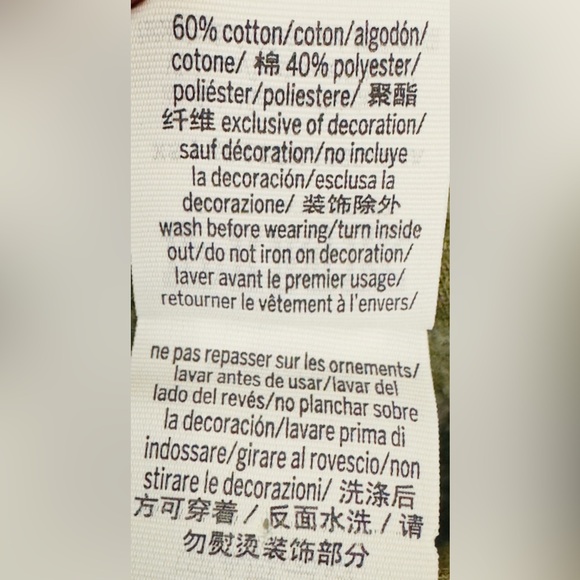 60% cotton/coton/algodón/
cotone/ 棉 40% polyester/
poliéster/poliestere/ 聚酯
纤维 exclusive of decoration/
sauf décoration/no incluye
la decoración/esclusa la
decorazione/ 装饰除外
wash before wearing/turn inside
out/do not iron on decoration/
laver avant le premier usage/
retourner le vêtement à l'envers/
ne pas repasser sur les ornements/
lavar antes de usar/lavar del
lado del revés/no planchar sobre
la decoración/lavare prima di
indossare/girare al rovescio/non
stirare le decorazioni/ 洗涤后
方可穿着 / 反面水洗 / 请
勿熨烫装饰部分